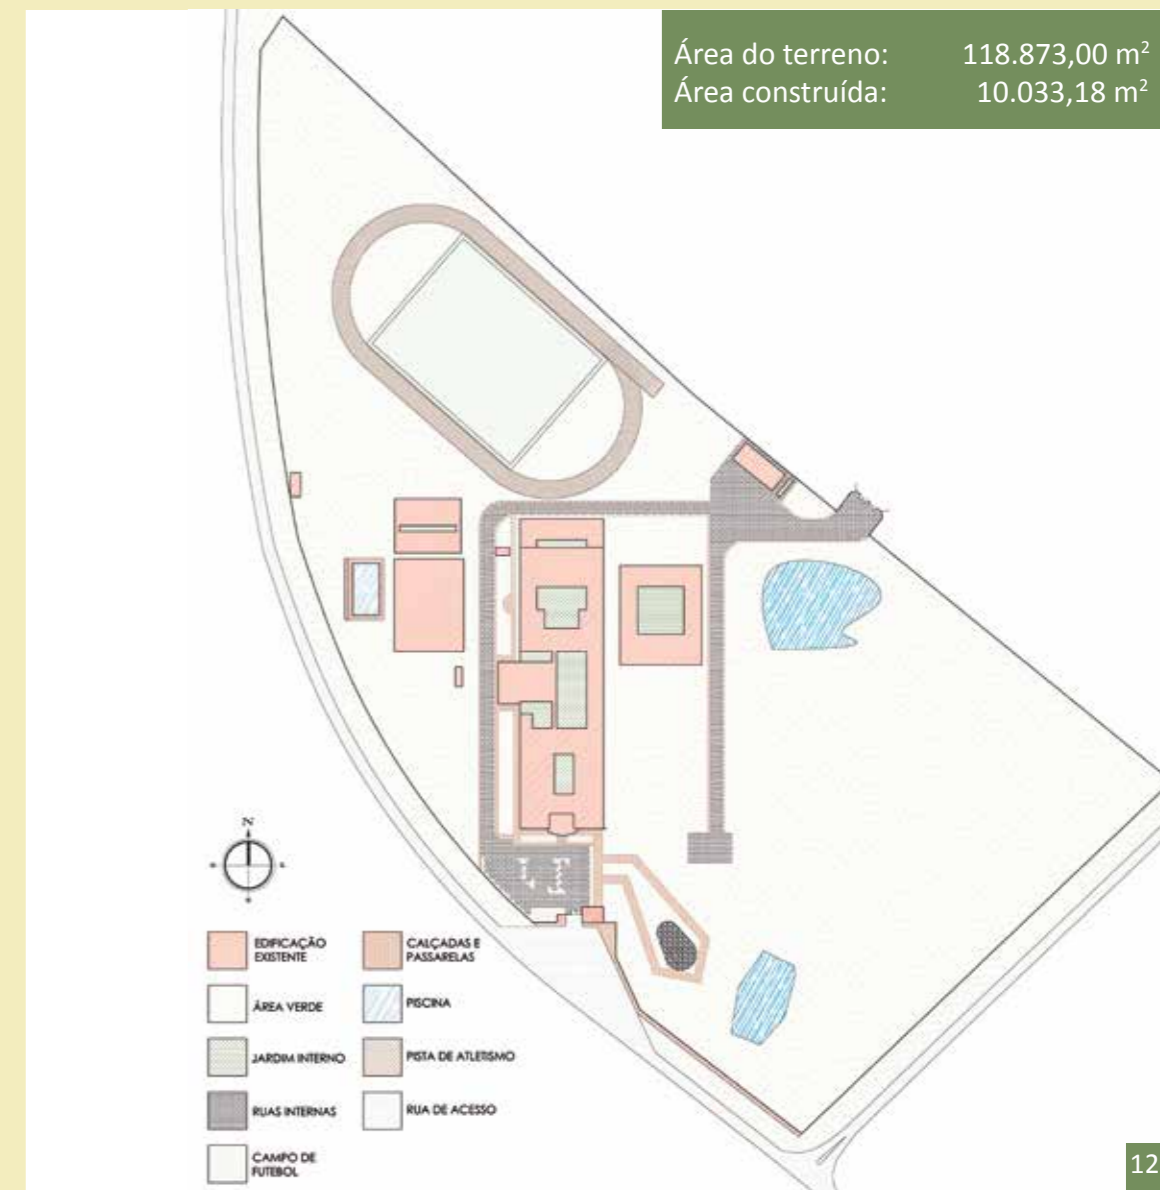 Área do terreno: 118.873,00 m²
Área construída: 10.033,18 m²
N
EDIFICAÇÃO
EXISTENTE
CALÇADAS E
PASSARELAS
ÁREA VERDE
PISCINA
JARDIM INTERNO
PISTA DE ATLETISMO
RUAS INTERNAS
RUA DE ACESSO
CAMPO DE
FUTEBOL
12